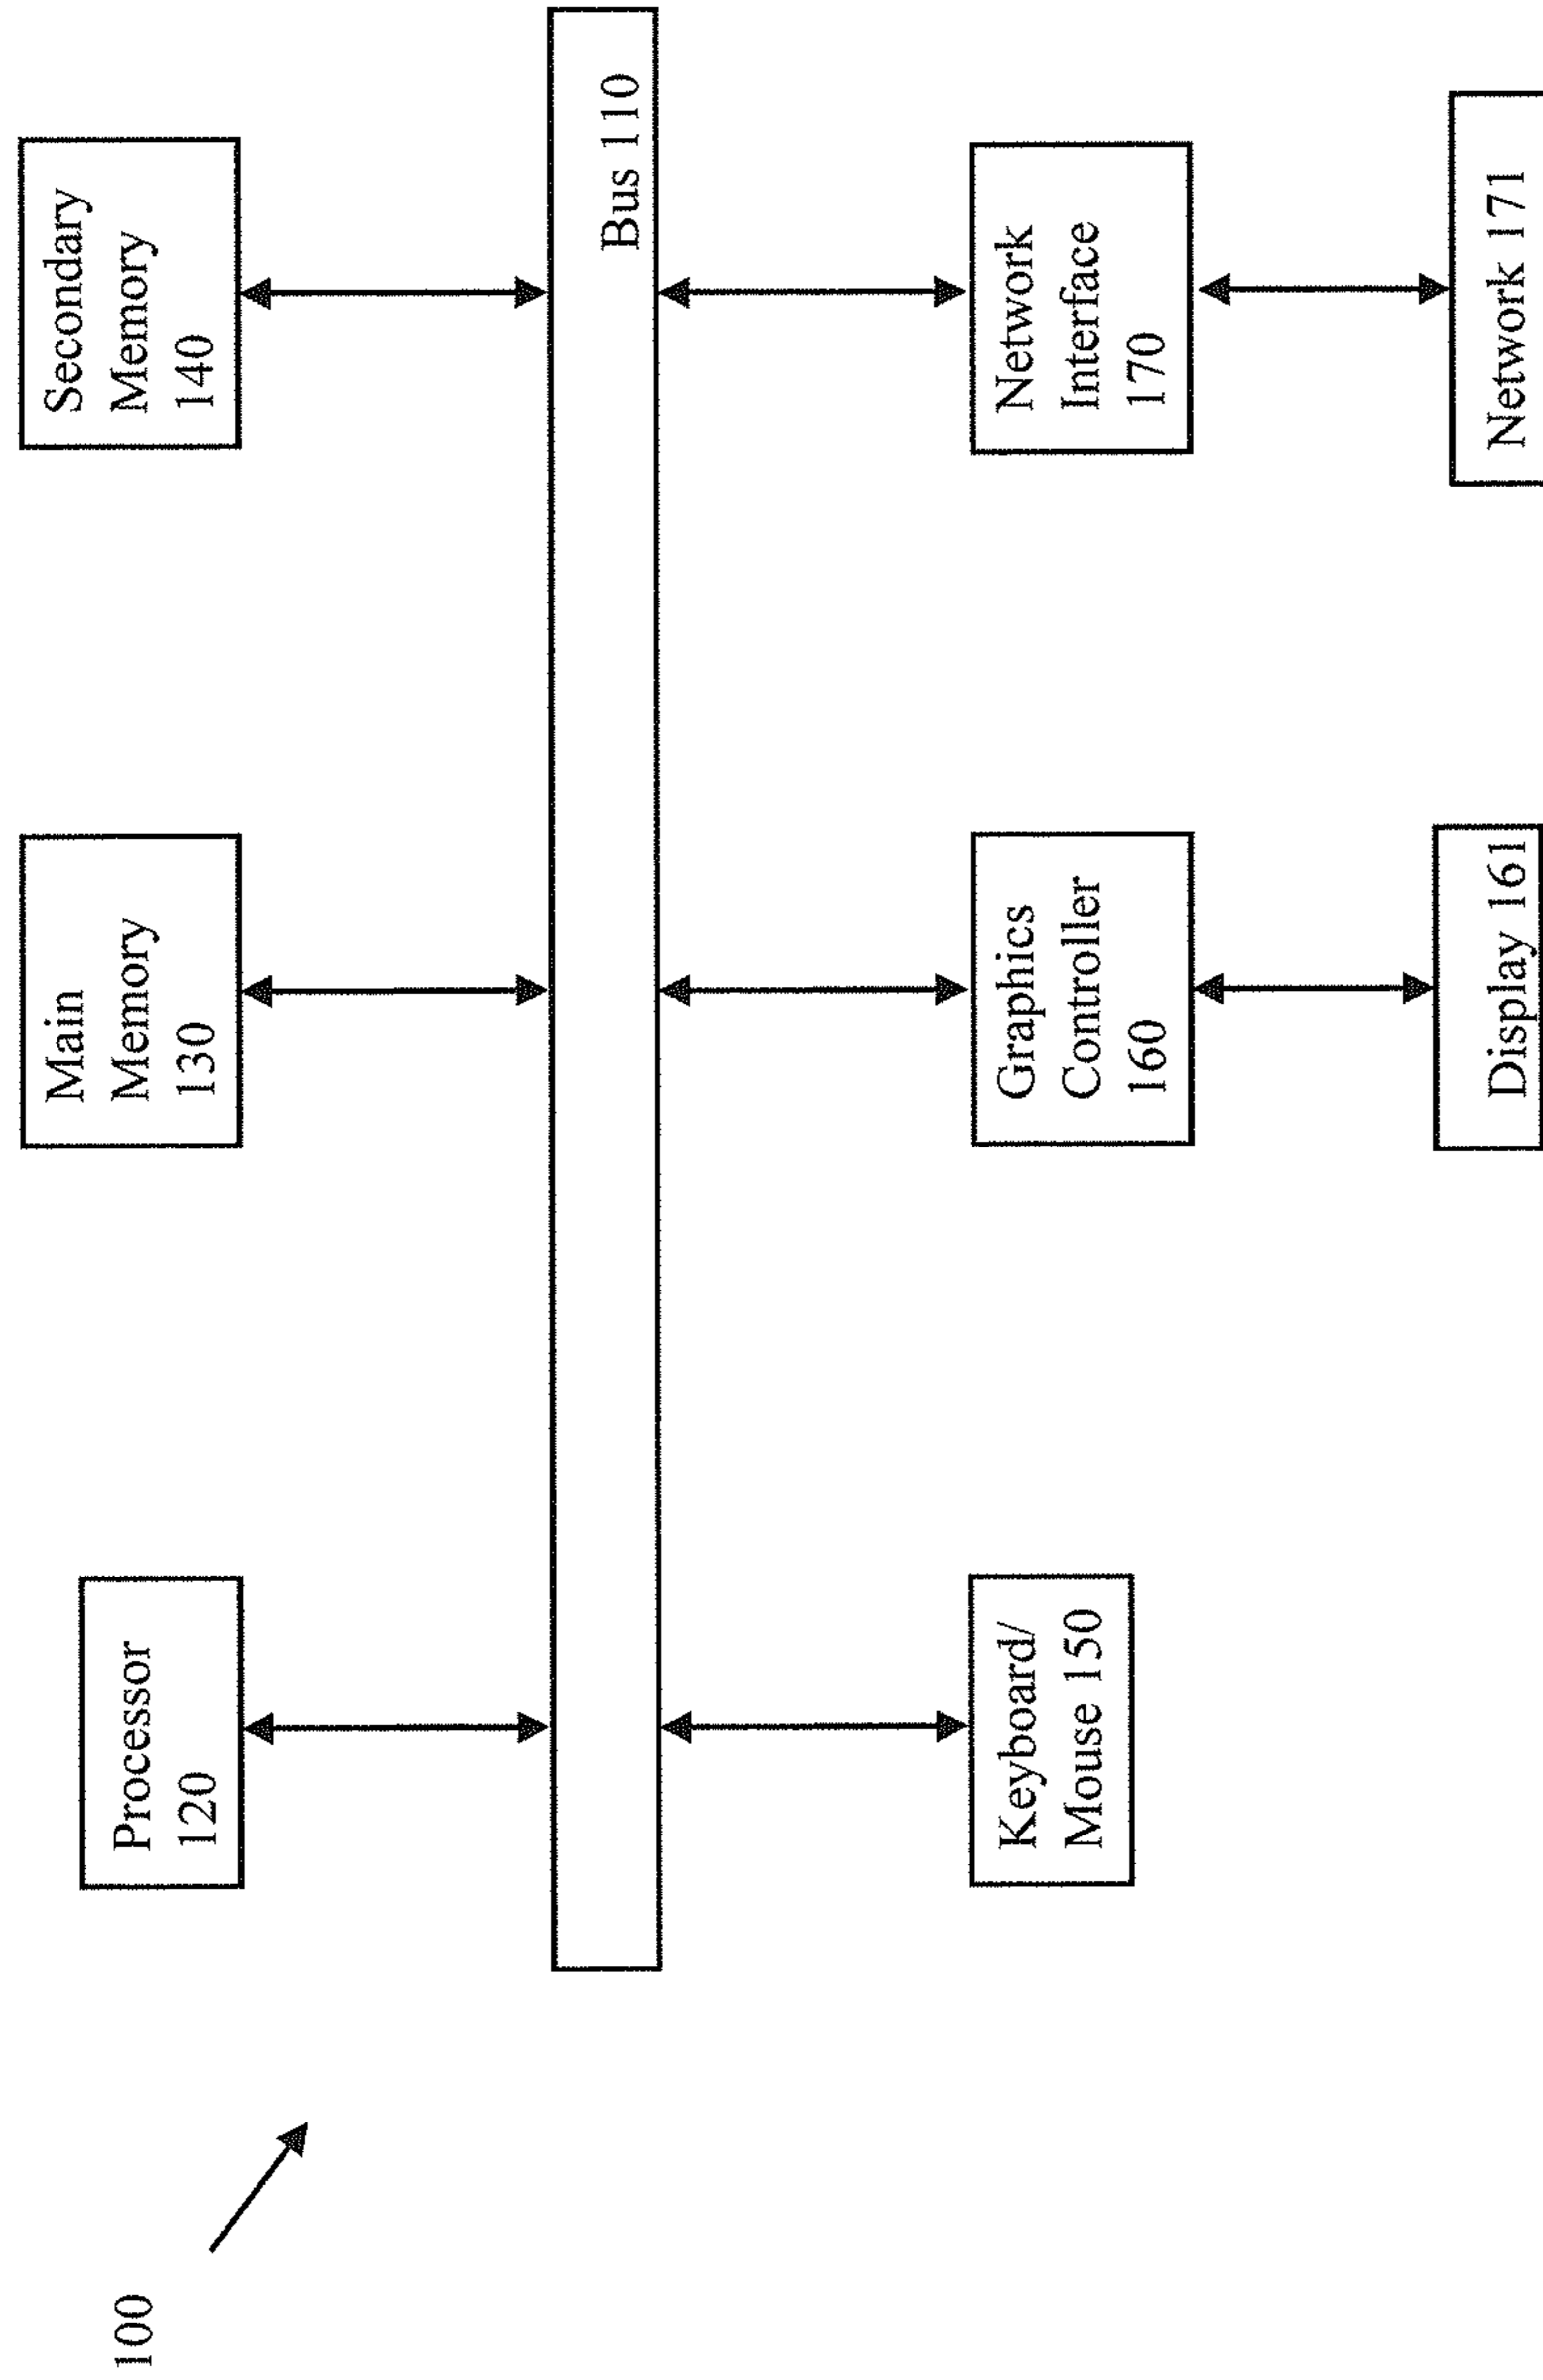 100
Processor
120
Main
Memory
130
Secondary
Memory
140
Bus 110
Keyboard/
Mouse 150
Graphics
Controller
160
Network
Interface
170
Display 161
Network 171